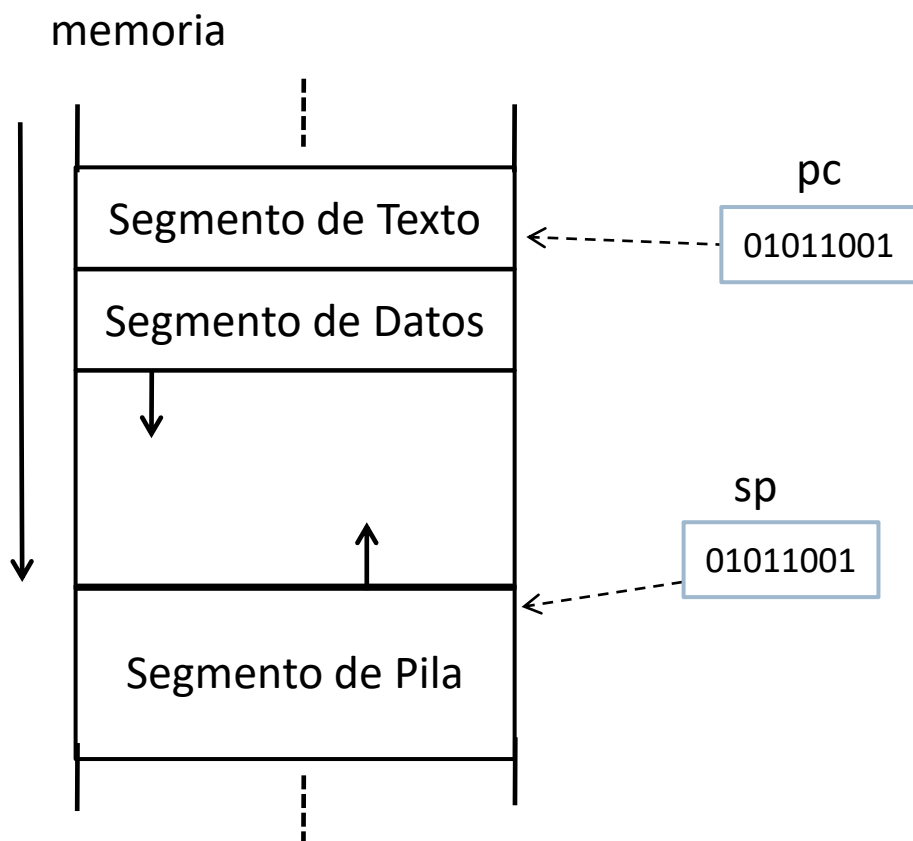 memoria
Segmento de Texto
pc
01011001
Segmento de Datos
sp
01011001
Segmento de Pila